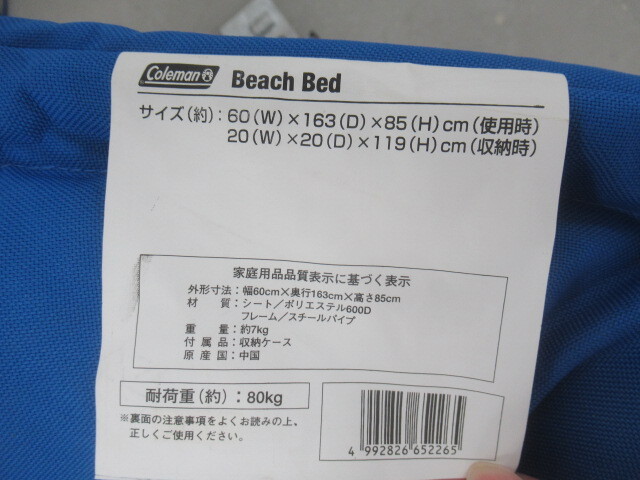 Coleman Beach Bed
サイズ(約):60(W)×163(D)×85(H)cm(使用時)
20(W)×20(D)×119(H)cm(収納時)
家庭用品品質表示に基づく表示
外形寸法:幅60cm×奥行163cm×高さ85cm
材質:シート/ポリエステル600D
フレーム/スチールパイプ
重量:約7kg
付属品:収納ケース
原産国:中国
耐荷重(約):80kg
※裏面の注意事項をよくお読みの上、
正しくご使用ください。
4 992826 652265